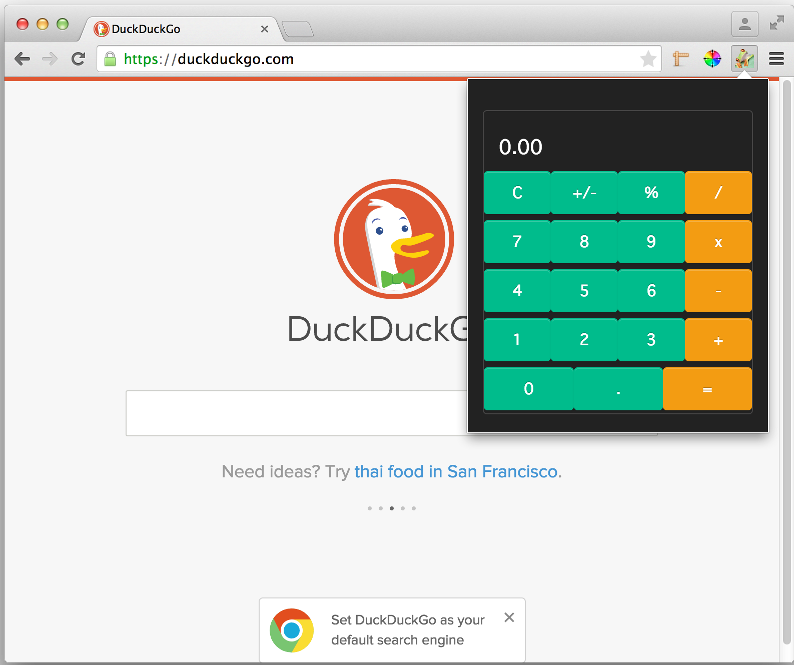 DuckDuckGo
https://duckduckgo.com
0.00
C +/- % /
7 8 9 x
4 5 6 -
1 2 3 +
0 . =
DuckDuckG
Need ideas? Try thai food in San Francisco.
Set DuckDuckGo as your
default search engine